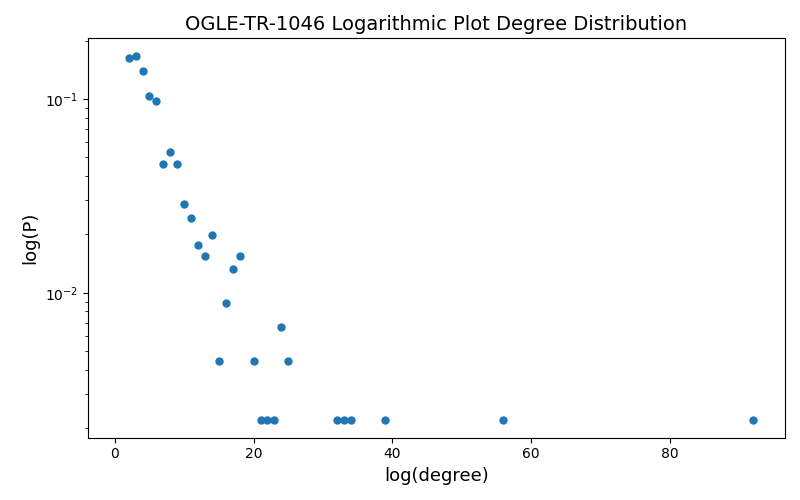 OGLE-TR-1046 Logarithmic Plot Degree Distribution
log(P)
10⁻¹
10⁻²
0 20 40 60 80
log(degree)